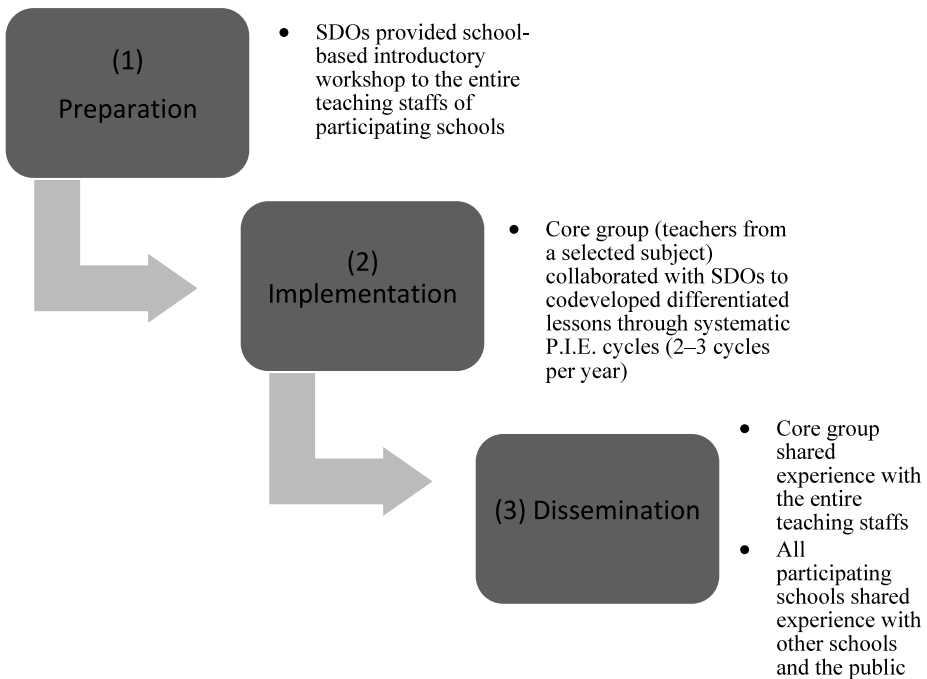 (1)
Preparation
• SDOs provided school-
based introductory
workshop to the entire
teaching staffs of
participating schools
(2)
Implementation
• Core group (teachers from
a selected subject)
collaborated with SDOs to
codeveloped differentiated
lessons through systematic
P.I.E. cycles (2–3 cycles
per year)
(3) Dissemination
• Core group
shared
experience with
the entire
teaching staffs
• All
participating
schools shared
experience with
other schools
and the public